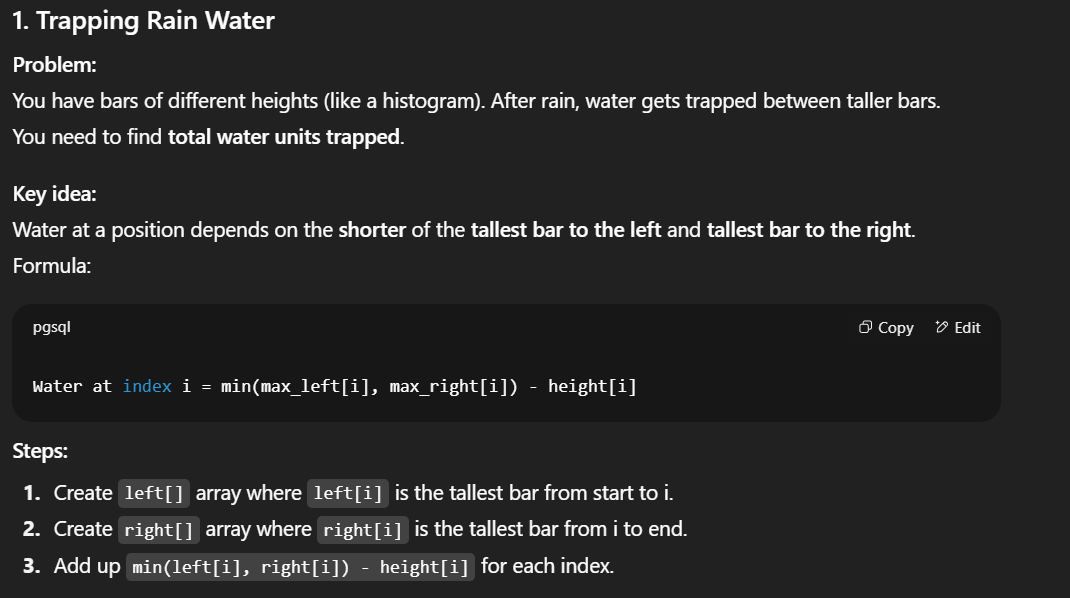 1. Trapping Rain Water
Problem:
You have bars of different heights (like a histogram). After rain, water gets trapped between taller bars.
You need to find total water units trapped.
Key idea:
Water at a position depends on the shorter of the tallest bar to the left and tallest bar to the right.
Formula:
pgsql Copy Edit
Water at index i = min(max_left[i], max_right[i]) - height[i]
Steps:
1. Create left[] array where left[i] is the tallest bar from start to i.
2. Create right[] array where right[i] is the tallest bar from i to end.
3. Add up min(left[i], right[i]) - height[i] for each index.